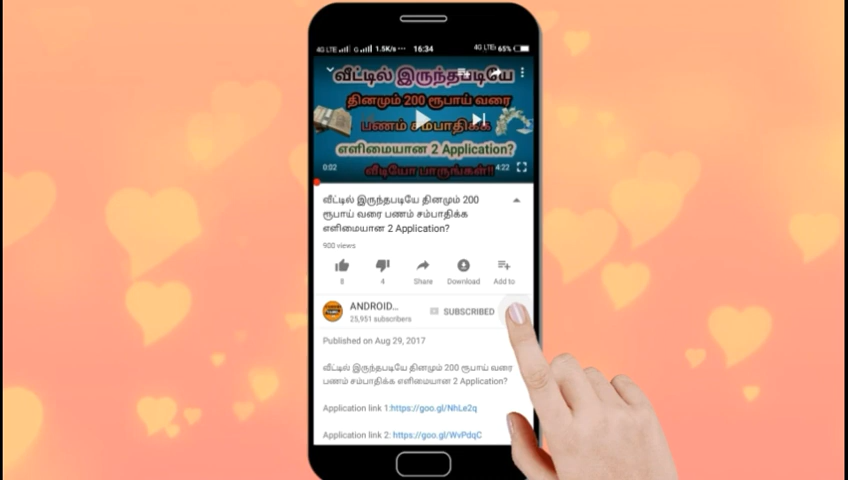 4G LTE G 1.5K/s ••• 16:34 4G LTE 65%
வீட்டில் இருந்தபடியே
தினமும் 200 ரூபாய் வரை
பணம் சம்பாதிக்க
எளிமையான 2 Application?
வீடியோ பாருங்கள்!!
0:02 4:22
வீட்டில் இருந்தபடியே தினமும் 200
ரூபாய் வரை பணம் சம்பாதிக்க
எளிமையான 2 Application?
900 views
8 4 Share Download Add to
ANDROID... SUBSCRIBED
25,951 subscribers
Published on Aug 29, 2017
வீட்டில் இருந்தபடியே தினமும் 200 ரூபாய் வரை
பணம் சம்பாதிக்க எளிமையான 2 Application?
Application link 1:https://goo.gl/NhLe2q
Application link 2: https://goo.gl/WvPdqC